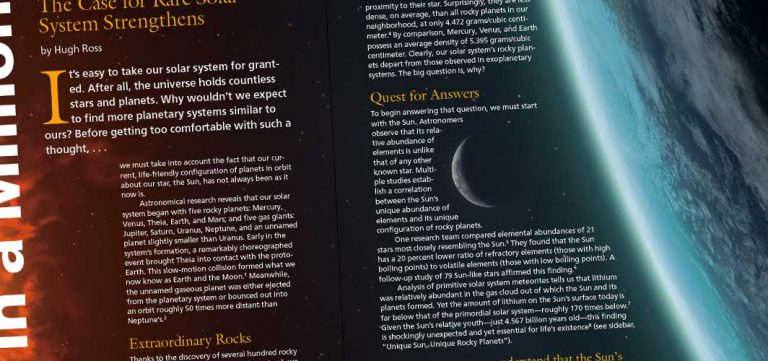 in a Million
The Case for Rare Solar
System Strengthens
by Hugh Ross
It's easy to take our solar system for grant-
ed. After all, the universe holds countless
stars and planets. Why wouldn't we expect
to find more planetary systems similar to
ours? Before getting too comfortable with such a
thought, . . .
we must take into account the fact that our cur-
rent, life-friendly configuration of planets in orbit
about our star, the Sun, has not always been as it
now is.
Astronomical research reveals that our solar
system began with five rocky planets: Mercury,
Venus, Theia, Earth, and Mars; and five gas giants:
Jupiter, Saturn, Uranus, Neptune, and an unnamed
planet slightly smaller than Uranus. Early in the
system's formation, a remarkably choreographed
event brought Theia into contact with the proto-
Earth. This slow-motion collision formed what we
now know as Earth and the Moon.¹ Meanwhile,
the unnamed gaseous planet was either ejected
from the planetary system or bounced out into
an orbit roughly 50 times more distant than
Neptune's.²
Extraordinary Rocks
Thanks to the discovery of several hundred rocky
proximity to their star. Surprisingly, they are less
dense, on average, than all rocky planets in our
neighborhood, at only 4.472 grams/cubic centi-
meter.⁴ By comparison, Mercury, Venus, and Earth
possess an average density of 5.395 grams/cubic
centimeter. Clearly, our solar system's rocky plan-
ets depart from those observed in exoplanetary
systems. The big question is, why?
Quest for Answers
To begin answering that question, we must start
with the Sun. Astronomers
observe that its rela-
tive abundance of
elements is unlike
that of any other
known star. Multi-
ple studies estab-
lish a correlation
between the Sun's
unique abundance of
elements and its unique
configuration of rocky planets.
One research team compared elemental abundances of 21
stars most closely resembling the Sun.⁵ They found that the Sun
has a 20 percent lower ratio of refractory elements (those with high
boiling points) to volatile elements (those with low boiling points). A
follow-up study of 79 Sun-like stars affirmed this finding.⁶
Analysis of primitive solar system meteorites tells us that lithium
was relatively abundant in the gas cloud out of which the Sun and its
planets formed. Yet the amount of lithium on the Sun's surface today is
far below that of the primordial solar system—roughly 170 times below.⁷
Given the Sun's relative youth—just 4.567 billion years old—this finding
is shockingly unexpected and yet essential for life's existence⁸ (see sidebar,
"Unique Sun, Unique Rocky Planets").
understand that the Sun's